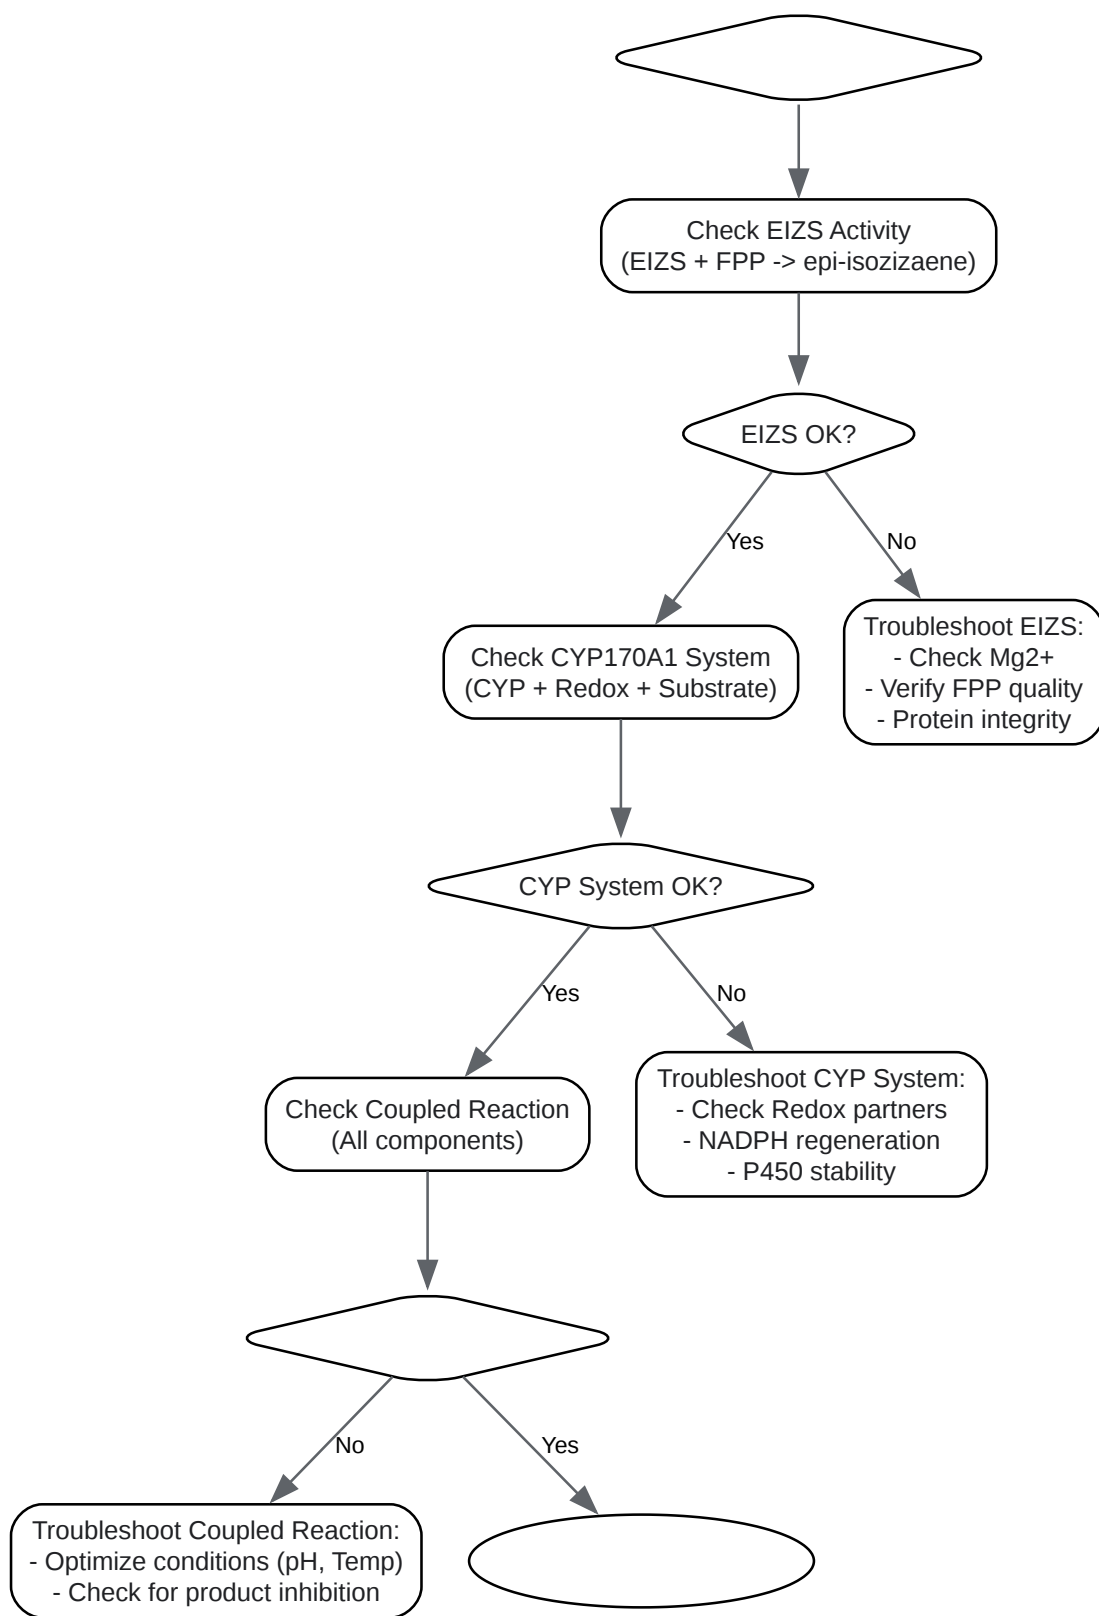 Check EIZS Activity
(EIZS + FPP -> epi-isozizaene)
EIZS OK?
Yes
No
Check CYP170A1 System
(CYP + Redox + Substrate)
Troubleshoot EIZS:
- Check Mg2+
- Verify FPP quality
- Protein integrity
CYP System OK?
Yes
No
Check Coupled Reaction
(All components)
Troubleshoot CYP System:
- Check Redox partners
- NADPH regeneration
- P450 stability
No
Yes
Troubleshoot Coupled Reaction:
- Optimize conditions (pH, Temp)
- Check for product inhibition